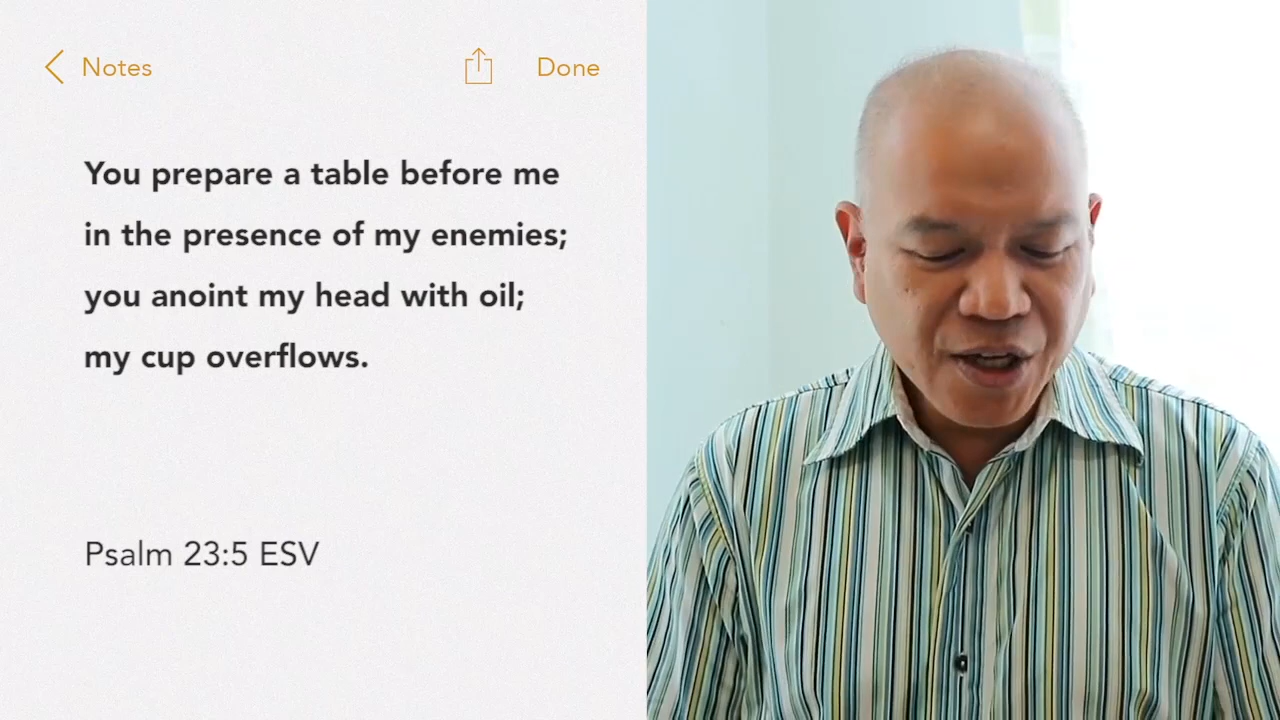 Notes
Done
You prepare a table before me
in the presence of my enemies;
you anoint my head with oil;
my cup overflows.
Psalm 23:5 ESV